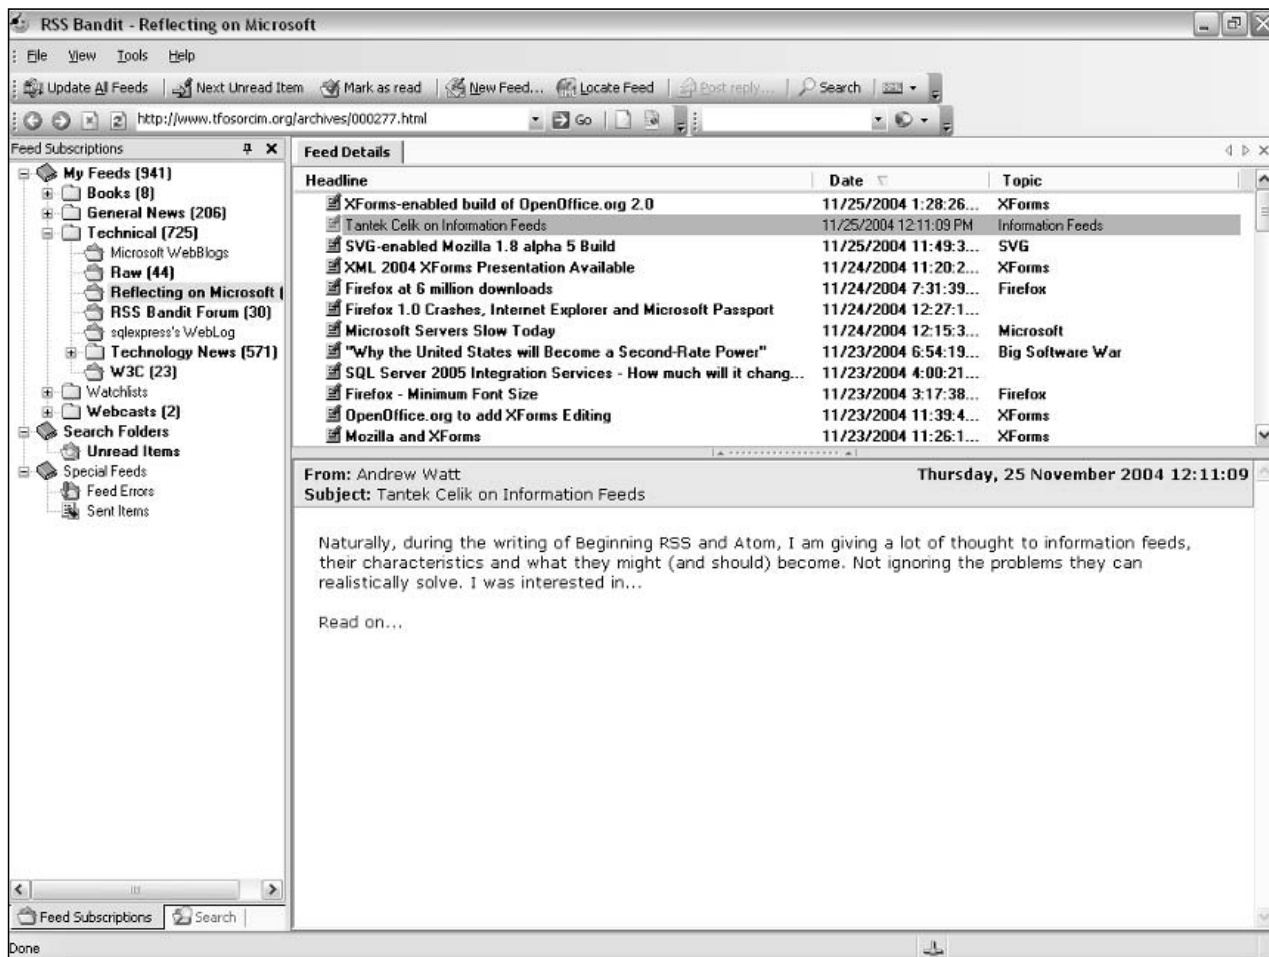 RSS Bandit - Reflecting on Microsoft
File View Tools Help
Update All Feeds Next Unread Item Mark as read New Feed... Locate Feed Post reply... Search
http://www.tfosorcim.org/archives/000277.html Go
Feed Subscriptions
My Feeds (941)
Books (8)
General News (206)
Technical (725)
Microsoft WebBlogs
Raw (44)
Reflecting on Microsoft (
RSS Bandit Forum (30)
sqlexpress's WebLog
Technology News (571)
W3C (23)
Watchlists
Webcasts (2)
Search Folders
Unread Items
Special Feeds
Feed Errors
Sent Items
Feed Subscriptions Search
Feed Details
Headline Date Topic
XForms-enabled build of OpenOffice.org 2.0 11/25/2004 1:28:26... XForms
Tantek Celik on Information Feeds 11/25/2004 12:11:09 PM Information Feeds
SVG-enabled Mozilla 1.8 alpha 5 Build 11/25/2004 11:49:3... SVG
XML 2004 XForms Presentation Available 11/24/2004 11:20:2... XForms
Firefox at 6 million downloads 11/24/2004 7:31:39... Firefox
Firefox 1.0 Crashes, Internet Explorer and Microsoft Passport 11/24/2004 12:27:1...
Microsoft Servers Slow Today 11/24/2004 12:15:3... Microsoft
"Why the United States will Become a Second-Rate Power" 11/23/2004 6:54:19... Big Software War
SQL Server 2005 Integration Services - How much will it chang... 11/23/2004 4:00:21...
Firefox - Minimum Font Size 11/23/2004 3:17:38... Firefox
OpenOffice.org to add XForms Editing 11/23/2004 11:39:4... XForms
Mozilla and XForms 11/23/2004 11:26:1... XForms
From: Andrew Watt Thursday, 25 November 2004 12:11:09
Subject: Tantek Celik on Information Feeds
Naturally, during the writing of Beginning RSS and Atom, I am giving a lot of thought to information feeds,
their characteristics and what they might (and should) become. Not ignoring the problems they can
realistically solve. I was interested in...
Read on...
Done